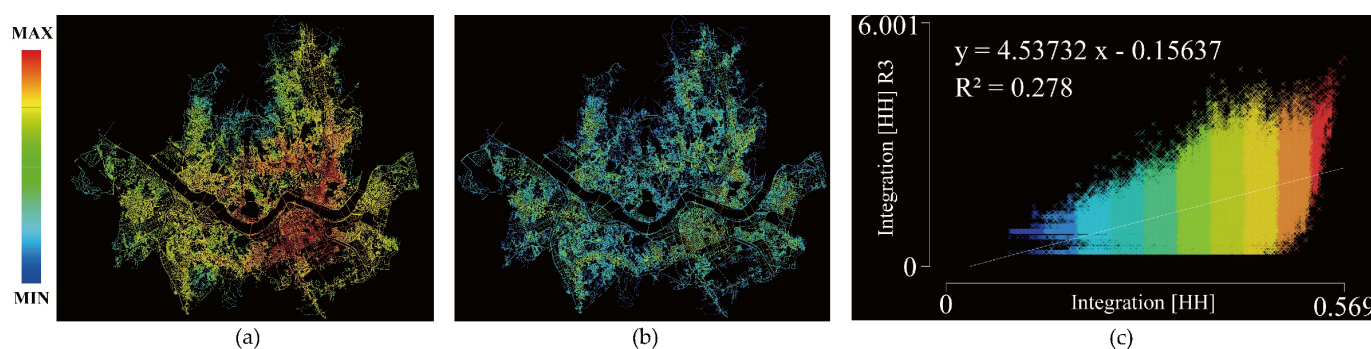 MAX
MIN
(a)
(b)
6.001
y = 4.53732 x - 0.15637
R² = 0.278
Integration [HH] R3
0
0
Integration [HH]
0.569
(c)